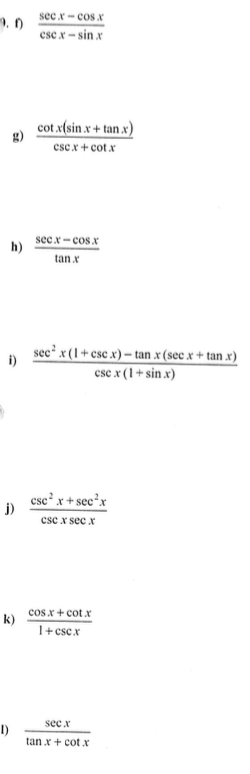 9. f) sec x – cos x / csc x – sin x
g) cot x(sin x + tan x) / csc x + cot x
h) sec x – cos x / tan x
i) sec² x (1 + csc x) – tan x (sec x + tan x) / csc x (1 + sin x)
j) csc² x + sec² x / csc x sec x
k) cos x + cot x / 1 + csc x
l) sec x / tan x + cot x